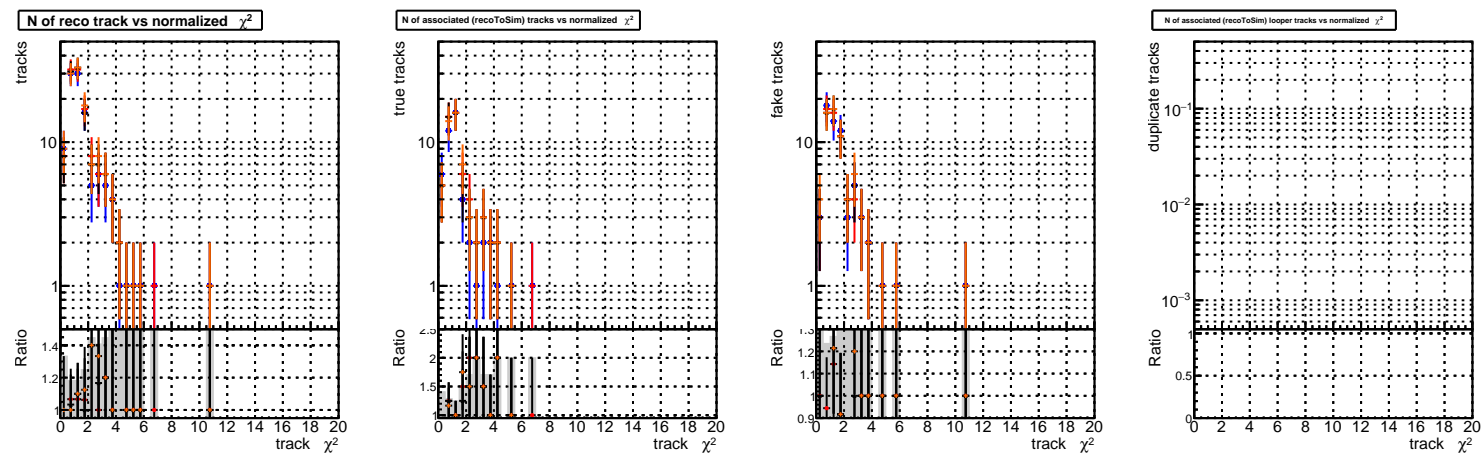 N of reco track vs normalized χ²
tracks
10
1
Ratio
1.4
1.2
1
0 2 4 6 8 10 12 14 16 18 20
track χ²
N of associated (recoToSim) tracks vs normalized χ²
true tracks
10
1
Ratio
2.5
2
1.5
1
0 2 4 6 8 10 12 14 16 18 20
track χ²
fake tracks
10
1
Ratio
1.3
1.2
1.1
1
0.9
0 2 4 6 8 10 12 14 16 18 20
track χ²
N of associated (recoToSim) looper tracks vs normalized χ²
duplicate tracks
10⁻¹
10⁻²
10⁻³
Ratio
1
0.5
0
0 2 4 6 8 10 12 14 16 18 20
track χ²